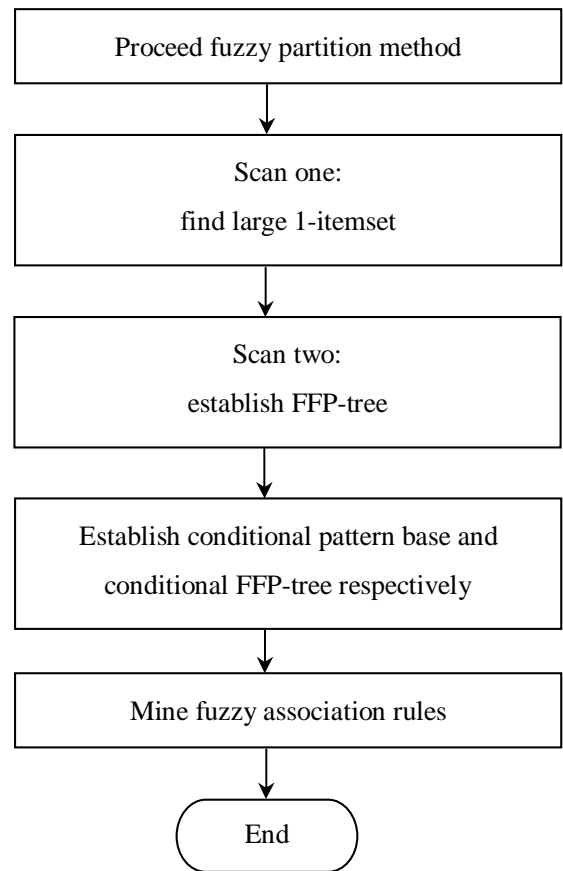 Proceed fuzzy partition method
Scan one:
find large 1-itemset
Scan two:
establish FFP-tree
Establish conditional pattern base and
conditional FFP-tree respectively
Mine fuzzy association rules
End